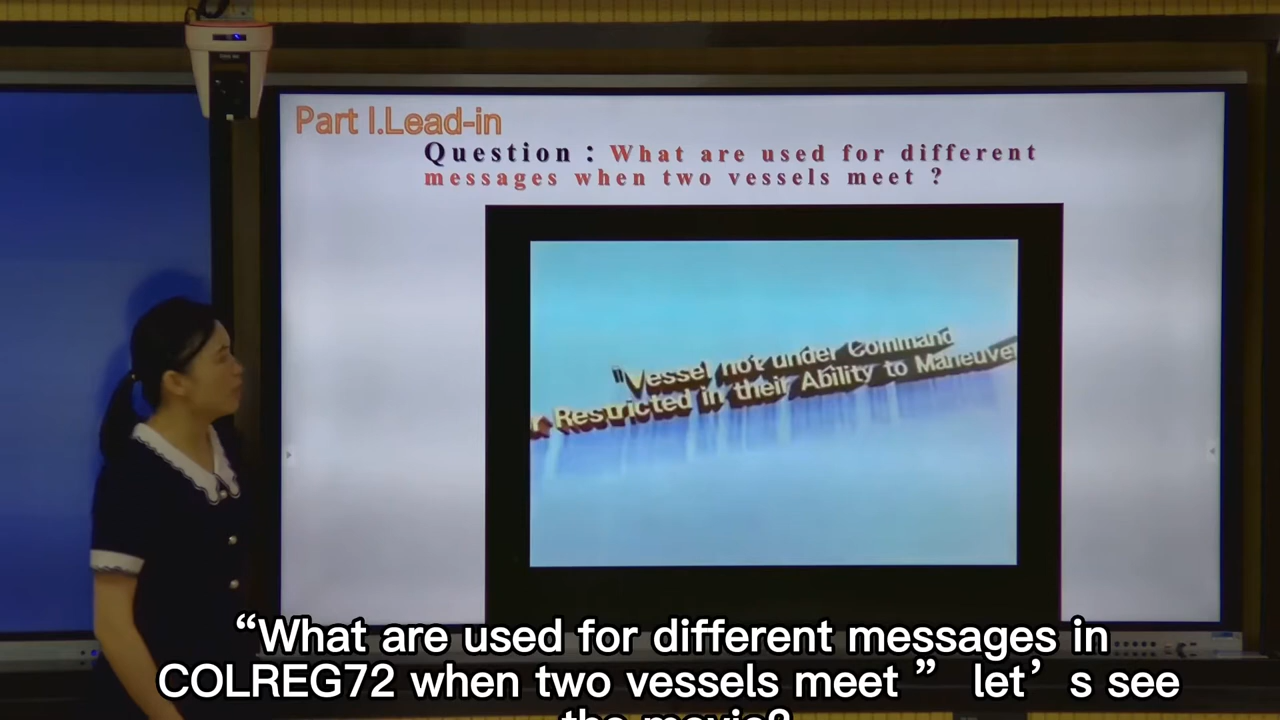 Part I.Lead-in
Question：What are used for different
messages when two vessels meet ?
"Vessel not under Command
r Restricted in their Ability to Maneuver
“What are used for different messages in
COLREG72 when two vessels meet ” let’s see
the movie?